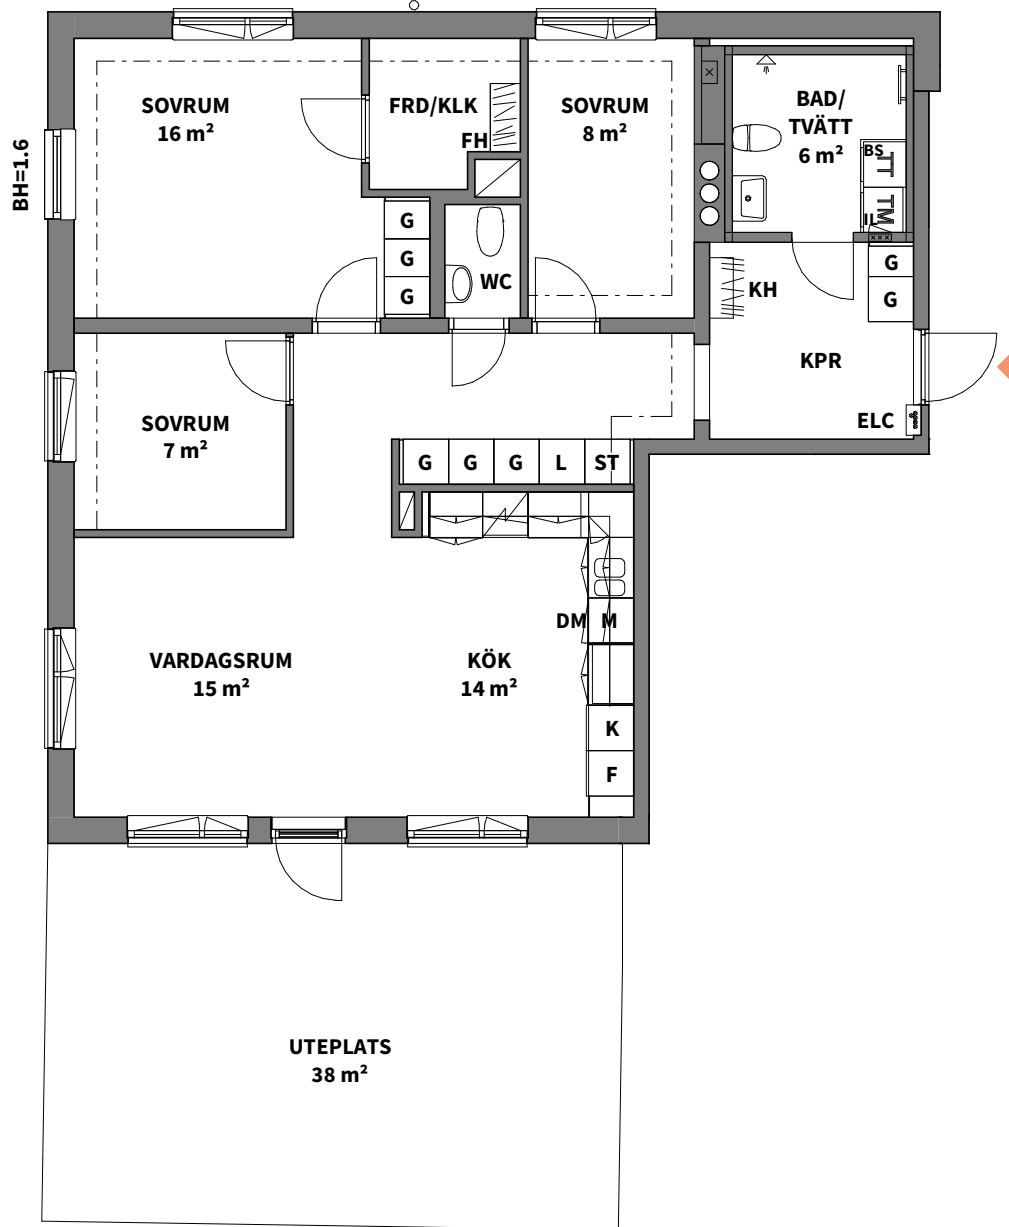 SOVRUM
16 m²
FRD/KLK
FH
SOVRUM
8 m²
BAD/
TVÄTT
6 m²
BS
TT
TM
BH=1.6
G
G
G
WC
KH
G
G
KPR
ELC
SOVRUM
7 m²
G
G
G
L
ST
VARDAGSRUM
15 m²
KÖK
14 m²
DM
M
K
F
UTEPLATS
38 m²